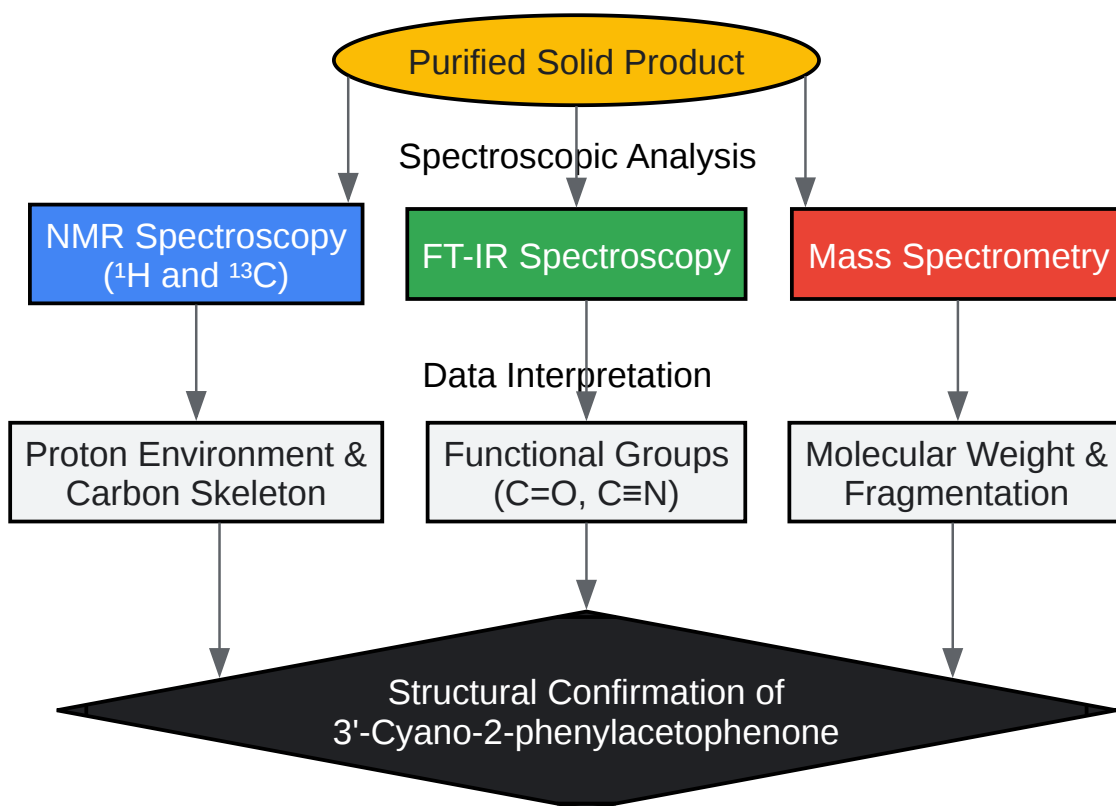 Purified Solid Product
Spectroscopic Analysis
NMR Spectroscopy
(¹H and ¹³C)
FT-IR Spectroscopy
Mass Spectrometry
Data Interpretation
Proton Environment &
Carbon Skeleton
Functional Groups
(C=O, C≡N)
Molecular Weight &
Fragmentation
Structural Confirmation of
3'-Cyano-2-phenylacetophenone